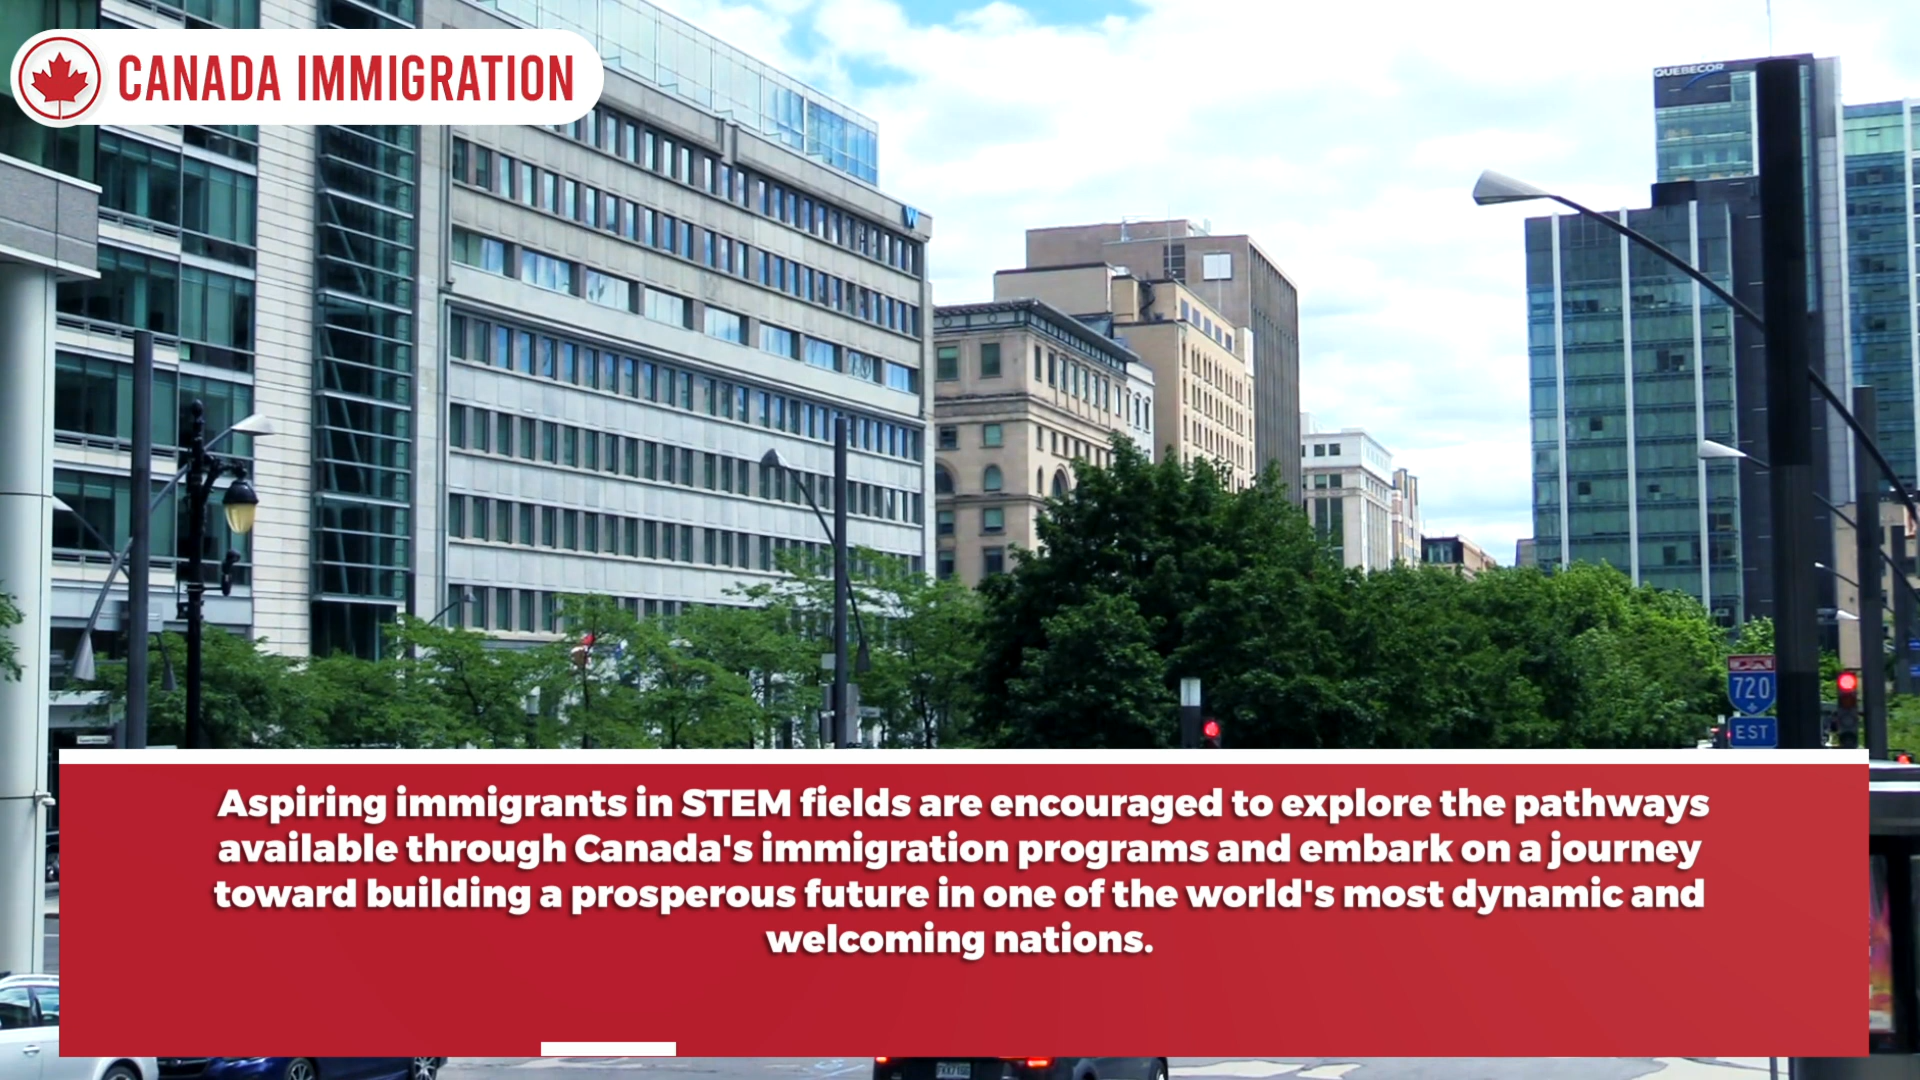 CANADA IMMIGRATION
QUEBECOR
W
720
EST
Aspiring immigrants in STEM fields are encouraged to explore the pathways
available through Canada's immigration programs and embark on a journey
toward building a prosperous future in one of the world's most dynamic and
welcoming nations.